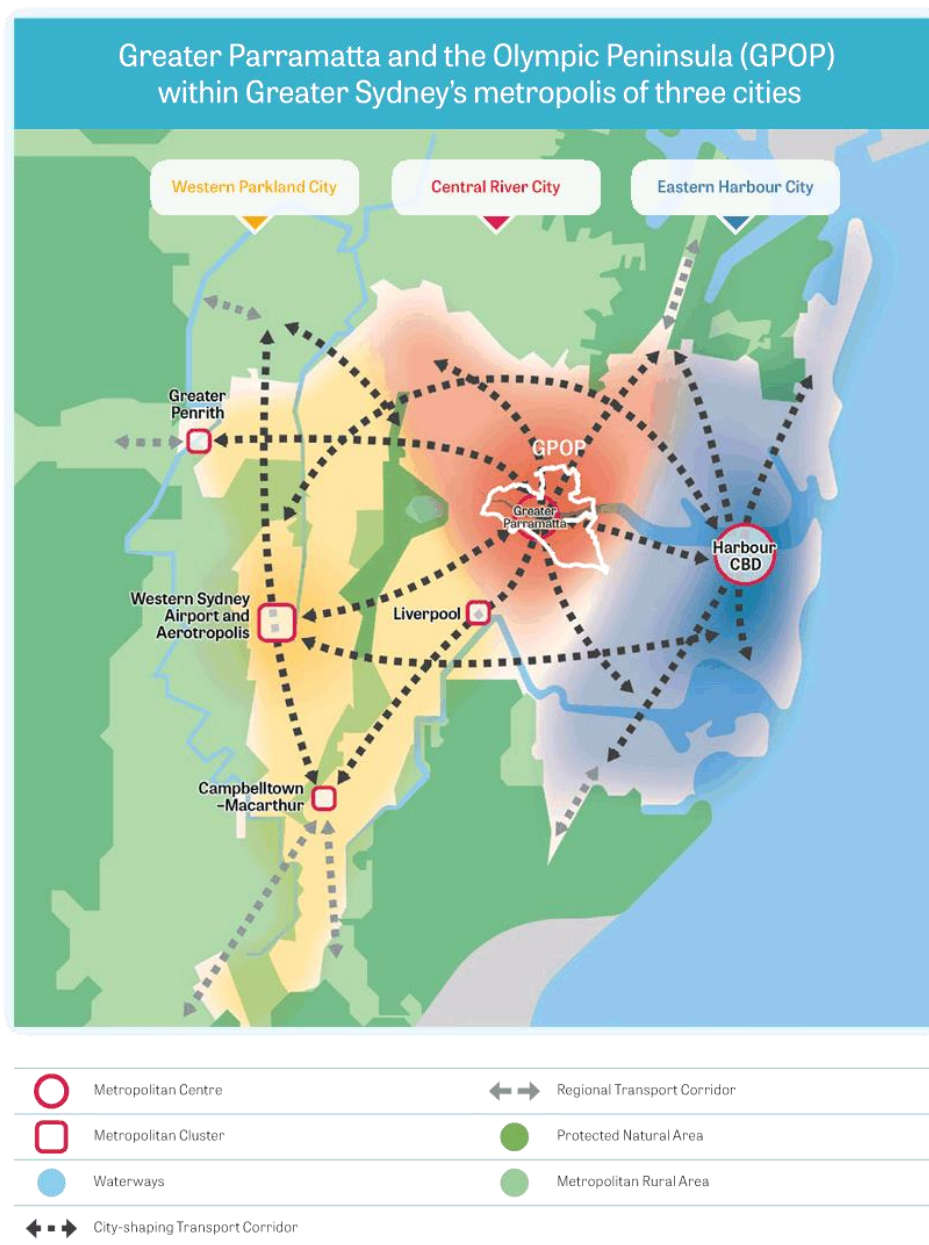 Greater Parramatta and the Olympic Peninsula (GPOP)
within Greater Sydney's metropolis of three cities
Western Parkland City
Central River City
Eastern Harbour City
Greater
Penrith
GPOP
Greater
Parramatta
Harbour
CBD
Western Sydney
Airport and
Aerotropolis
Liverpool
Campbelltown
–Macarthur
Metropolitan Centre
Regional Transport Corridor
Metropolitan Cluster
Protected Natural Area
Waterways
Metropolitan Rural Area
City-shaping Transport Corridor